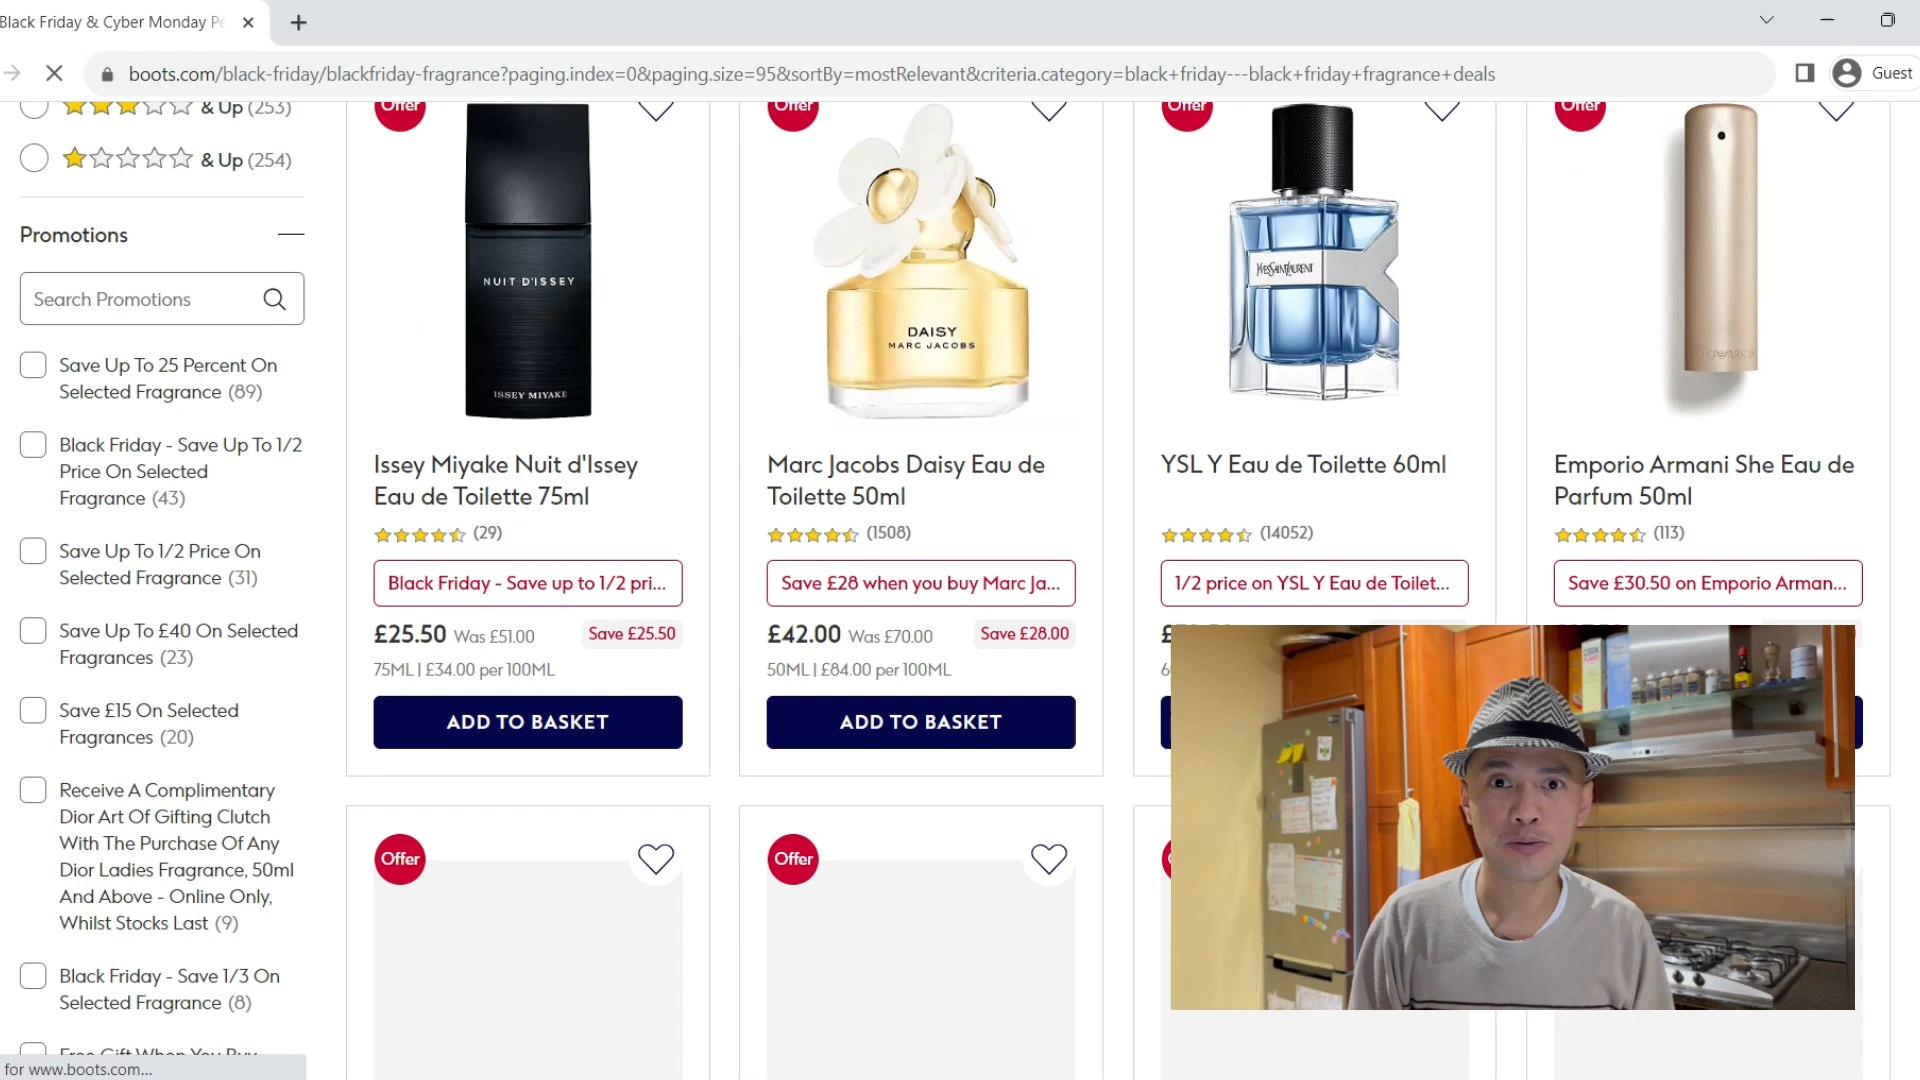 Black Friday & Cyber Monday Pe
boots.com/black-friday/blackfriday-fragrance?paging.index=0&paging.size=95&sortBy=mostRelevant&criteria.category=black+friday---black+friday+fragrance+deals
Guest
& Up (253)
& Up (254)
Promotions
Search Promotions
Save Up To 25 Percent On
Selected Fragrance (89)
Black Friday - Save Up To 1/2
Price On Selected
Fragrance (43)
Save Up To 1/2 Price On
Selected Fragrance (31)
Save Up To £40 On Selected
Fragrances (23)
Save £15 On Selected
Fragrances (20)
Receive A Complimentary
Dior Art Of Gifting Clutch
With The Purchase Of Any
Dior Ladies Fragrance, 50ml
And Above - Online Only,
Whilst Stocks Last (9)
Black Friday - Save 1/3 On
Selected Fragrance (8)
Free Gift When You Buy
for www.boots.com...
Offer
NUIT D'ISSEY
ISSEY MIYAKE
Issey Miyake Nuit d'Issey
Eau de Toilette 75ml
(29)
Black Friday - Save up to 1/2 pri...
£25.50 Was £51.00 Save £25.50
75ML | £34.00 per 100ML
ADD TO BASKET
Offer
DAISY
MARC JACOBS
Marc Jacobs Daisy Eau de
Toilette 50ml
(1508)
Save £28 when you buy Marc Ja...
£42.00 Was £70.00 Save £28.00
50ML | £84.00 per 100ML
ADD TO BASKET
Offer
YVESSAINTLAURENT
YSL Y Eau de Toilette 60ml
(14052)
1/2 price on YSL Y Eau de Toilet...
Offer
Emporio Armani She Eau de
Parfum 50ml
(113)
Save £30.50 on Emporio Arman...
Offer
Offer